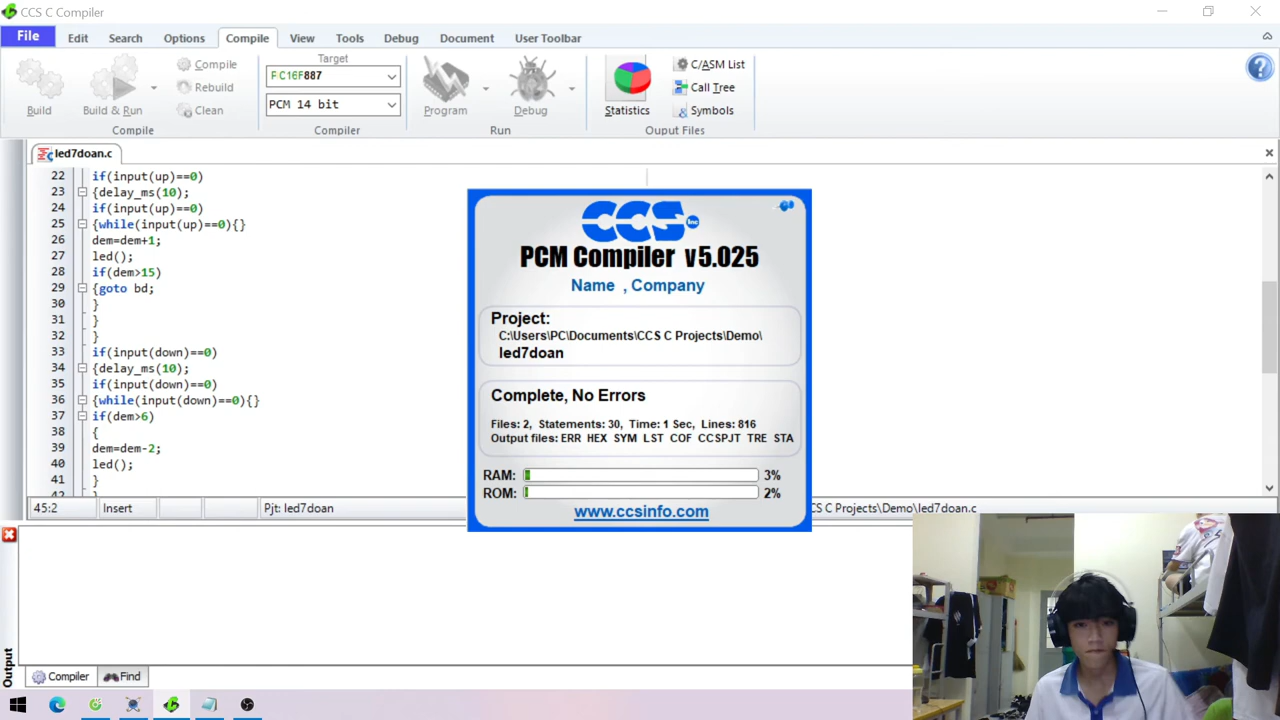 CCS C Compiler
File Edit Search Options Compile View Tools Debug Document User Toolbar
Build
Build & Run
Compile
Rebuild
Clean
Compile
Target
PIC16F887
PCM 14 bit
Compiler
Program
Debug
Run
Statistics
C/ASM List
Call Tree
Symbols
Ouput Files
led7doan.c
22 if(input(up)==0)
23 {delay_ms(10);
24 if(input(up)==0)
25 {while(input(up)==0){}
26 dem=dem+1;
27 led();
28 if(dem>15)
29 {goto bd;
30 }
31 }
32 }
33 if(input(down)==0)
34 {delay_ms(10);
35 if(input(down)==0)
36 {while(input(down)==0){}
37 if(dem>6)
38 {
39 dem=dem-2;
40 led();
41 }
42 }
CCS Inc
PCM Compiler v5.025
Name , Company
Project:
C:\Users\PC\Documents\CCS C Projects\Demo\
led7doan
Complete, No Errors
Files: 2, Statements: 30, Time: 1 Sec, Lines: 816
Output files: ERR HEX SYM LST COF CCSPJT TRE STA
RAM: 3%
ROM: 2%
www.ccsinfo.com
45:2 Insert Pjt: led7doan CS C Projects\Demo\led7doan.c
Output
Compiler Find